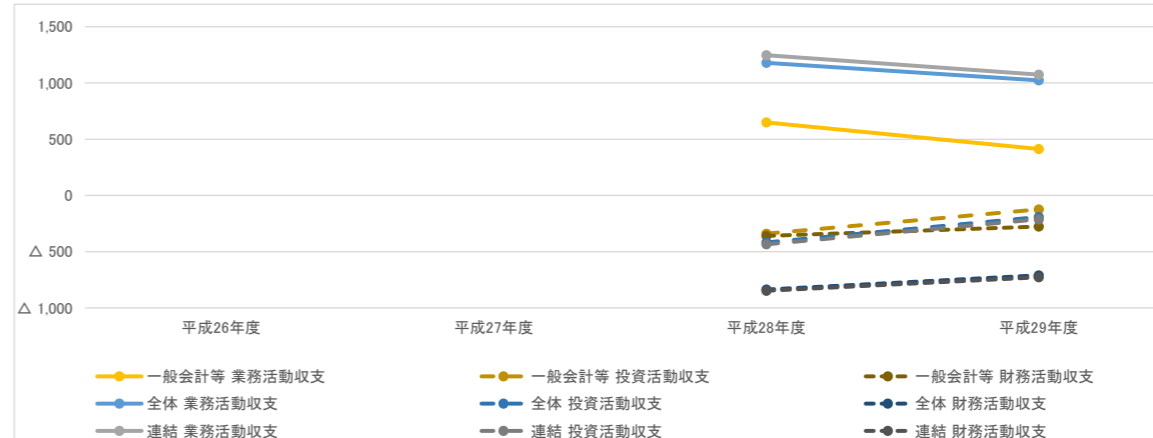 1,500
1,000
500
0
△ 500
△ 1,000
平成26年度 平成27年度 平成28年度 平成29年度
一般会計等 業務活動収支 一般会計等 投資活動収支 一般会計等 財務活動収支
全体 業務活動収支 全体 投資活動収支 全体 財務活動収支
連結 業務活動収支 連結 投資活動収支 連結 財務活動収支